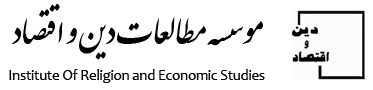 موسسه مطالعات دین و اقتصاد
Institute Of Religion and Economic Studies
دین
و
اقتصاد